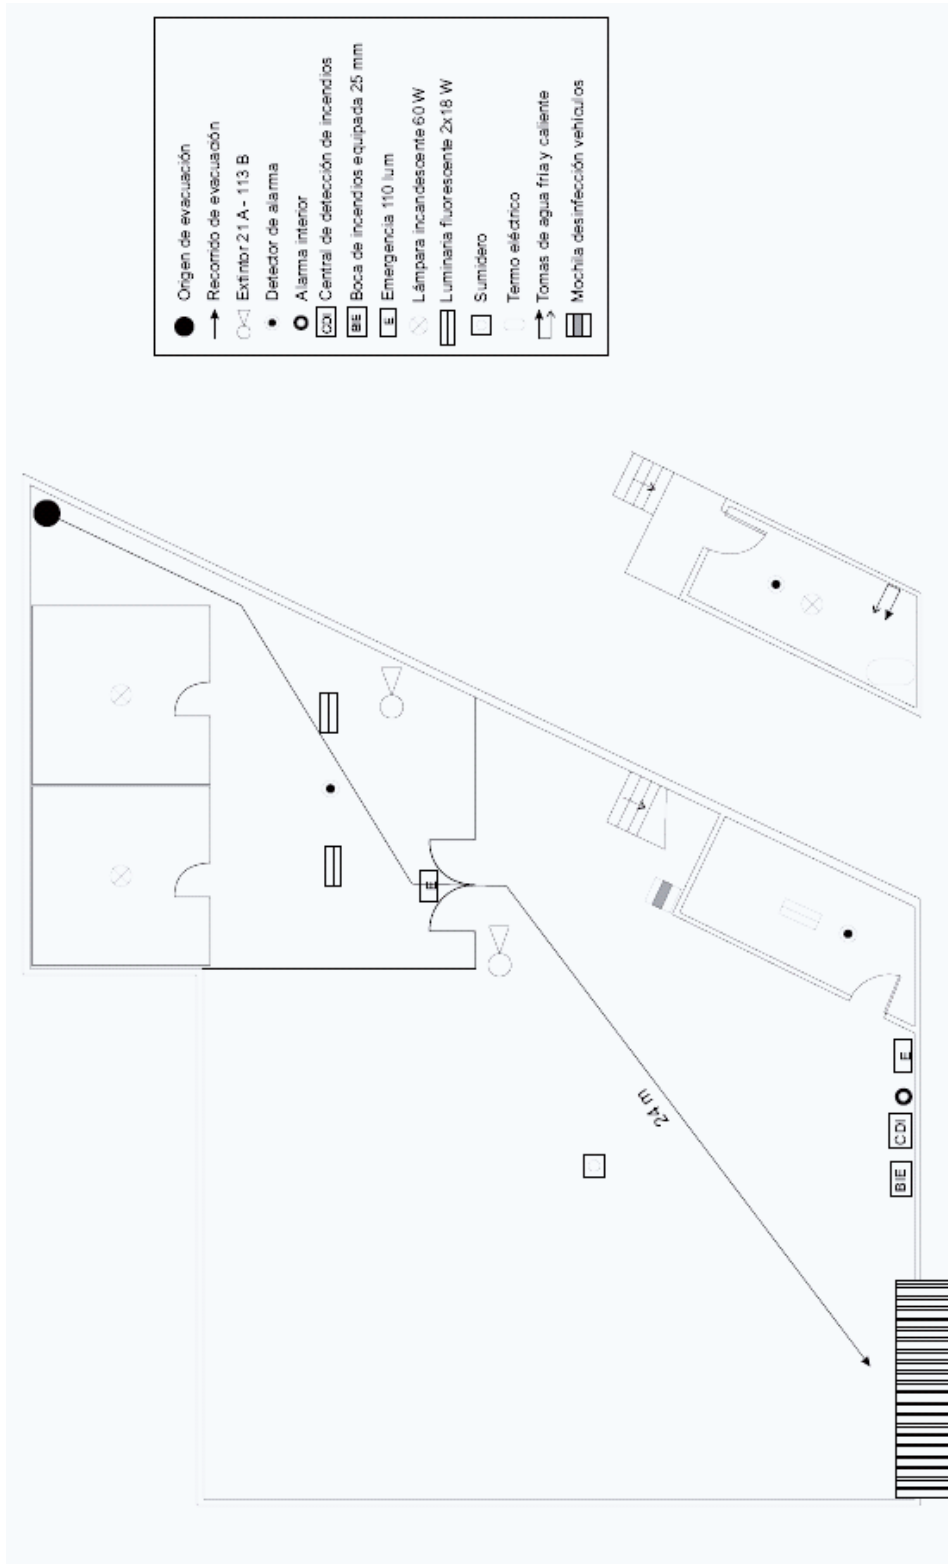 Origen de evacuación
Recorrido de evacuación
Extintor 21 A - 113 B
Detector de alarma
Alarma interior
CDI Central de detección de incendios
BIE Boca de incendios equipada 25 mm
E Emergencia 110 lum
Lámpara incandescente 60 W
Luminaria fluorescente 2x18 W
Sumidero
Termo eléctrico
Tomas de agua fría y caliente
Mochila desinfección vehículos
E
24 m
BIE
CDI
E